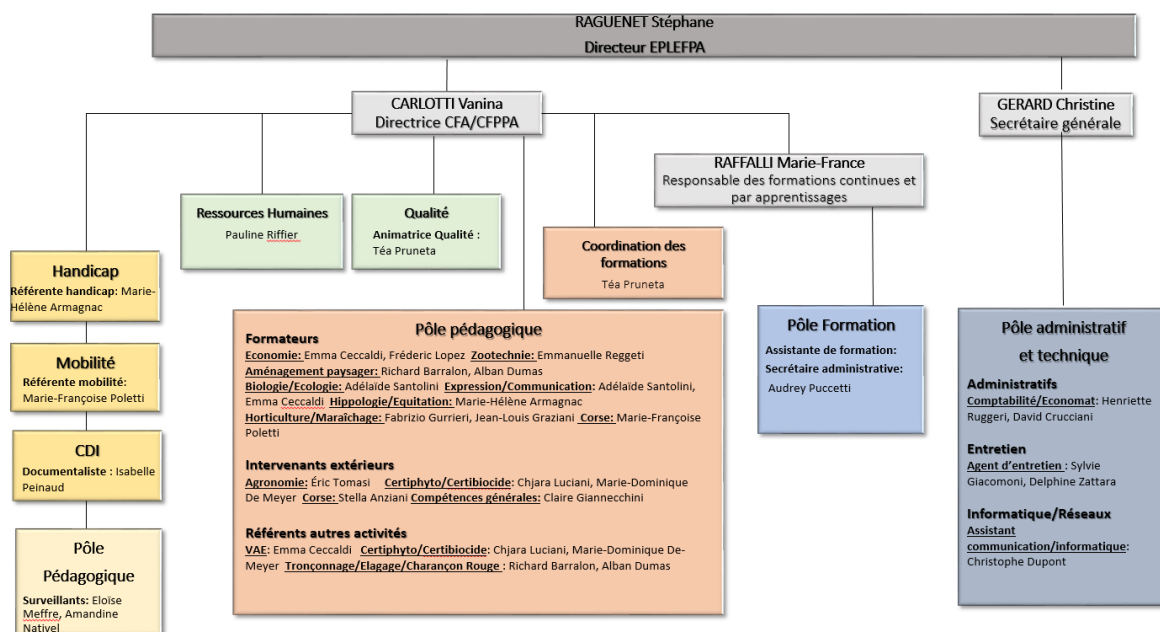 RAGUENET Stéphane
Directeur EPLEFPA
CARLOTTI Vanina
Directrice CFA/CFPPA
GERARD Christine
Secrétaire générale
RAFFALLI Marie-France
Responsable des formations continues et
par apprentissages
Ressources Humaines
Pauline Riffier
Qualité
Animatrice Qualité :
Téa Pruneta
Coordination des
formations
Téa Pruneta
Handicap
Référente handicap: Marie-
Hélène Armagnac
Mobilité
Référente mobilité:
Marie-Françoise Poletti
CDI
Documentaliste : Isabelle
Peinaud
Pôle
Pédagogique
Surveillants: Eloïse
Meffre, Amandine
Nativel
Pôle pédagogique
Formateurs
Economie: Emma Ceccaldi, Fréderic Lopez Zootechnie: Emmanuelle Reggeti
Aménagement paysager: Richard Barralon, Alban Dumas
Biologie/Ecologie: Adélaïde Santolini Expression/Communication: Adélaïde Santolini,
Emma Ceccaldi Hippologie/Equitation: Marie-Hélène Armagnac
Horticulture/Maraîchage: Fabrizio Gurrieri, Jean-Louis Graziani Corse: Marie-Françoise
Poletti
Intervenants extérieurs
Agronomie: Éric Tomasi Certiphyto/Certibiocide: Chjara Luciani, Marie-Dominique
De Meyer Corse: Stella Anziani Compétences générales: Claire Giannecchini
Référents autres activités
VAE: Emma Ceccaldi Certiphyto/Certibiocide: Chjara Luciani, Marie-Dominique De-
Meyer Tronçonnage/Elagage/Charançon Rouge : Richard Barralon, Alban Dumas
Pôle Formation
Assistante de formation:
Secrétaire administrative:
Audrey Puccetti
Pôle administratif
et technique
Administratifs
Comptabilité/Economat: Henriette
Ruggeri, David Crucciani
Entretien
Agent d'entretien : Sylvie
Giacomoni, Delphine Zattara
Informatique/Réseaux
Assistant
communication/informatique:
Christophe Dupont